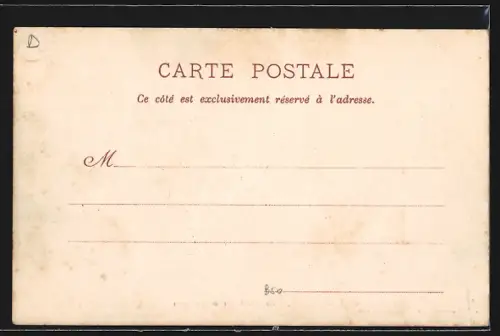 D
CARTE POSTALE
Ce côté est exclusivement réservé à l'adresse.
M